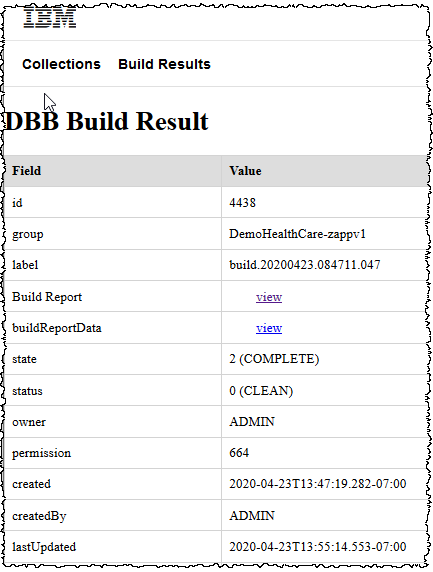 IBM
Collections Build Results
DBB Build Result
Field Value
id 4438
group DemoHealthCare-zappv1
label build.20200423.084711.047
Build Report view
buildReportData view
state 2 (COMPLETE)
status 0 (CLEAN)
owner ADMIN
permission 664
created 2020-04-23T13:47:19.282-07:00
createdBy ADMIN
lastUpdated 2020-04-23T13:55:14.553-07:00